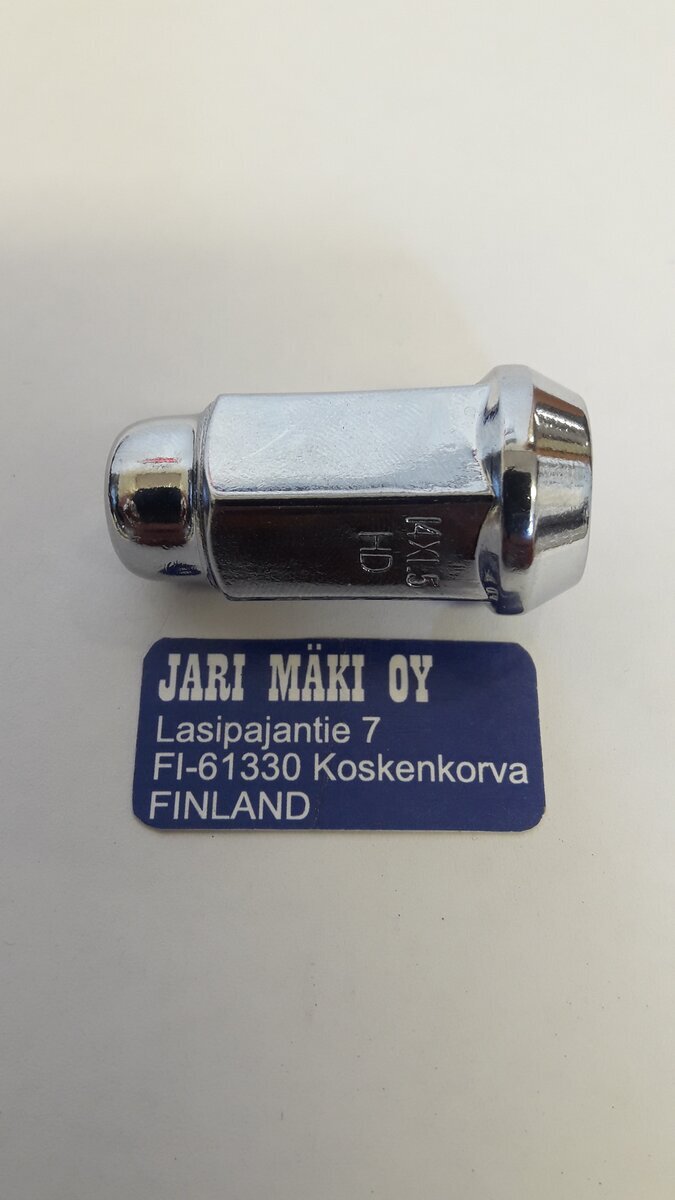 14X1.5
HD
JARI MÄKI OY
Lasipajantie 7
FI-61330 Koskenkorva
FINLAND